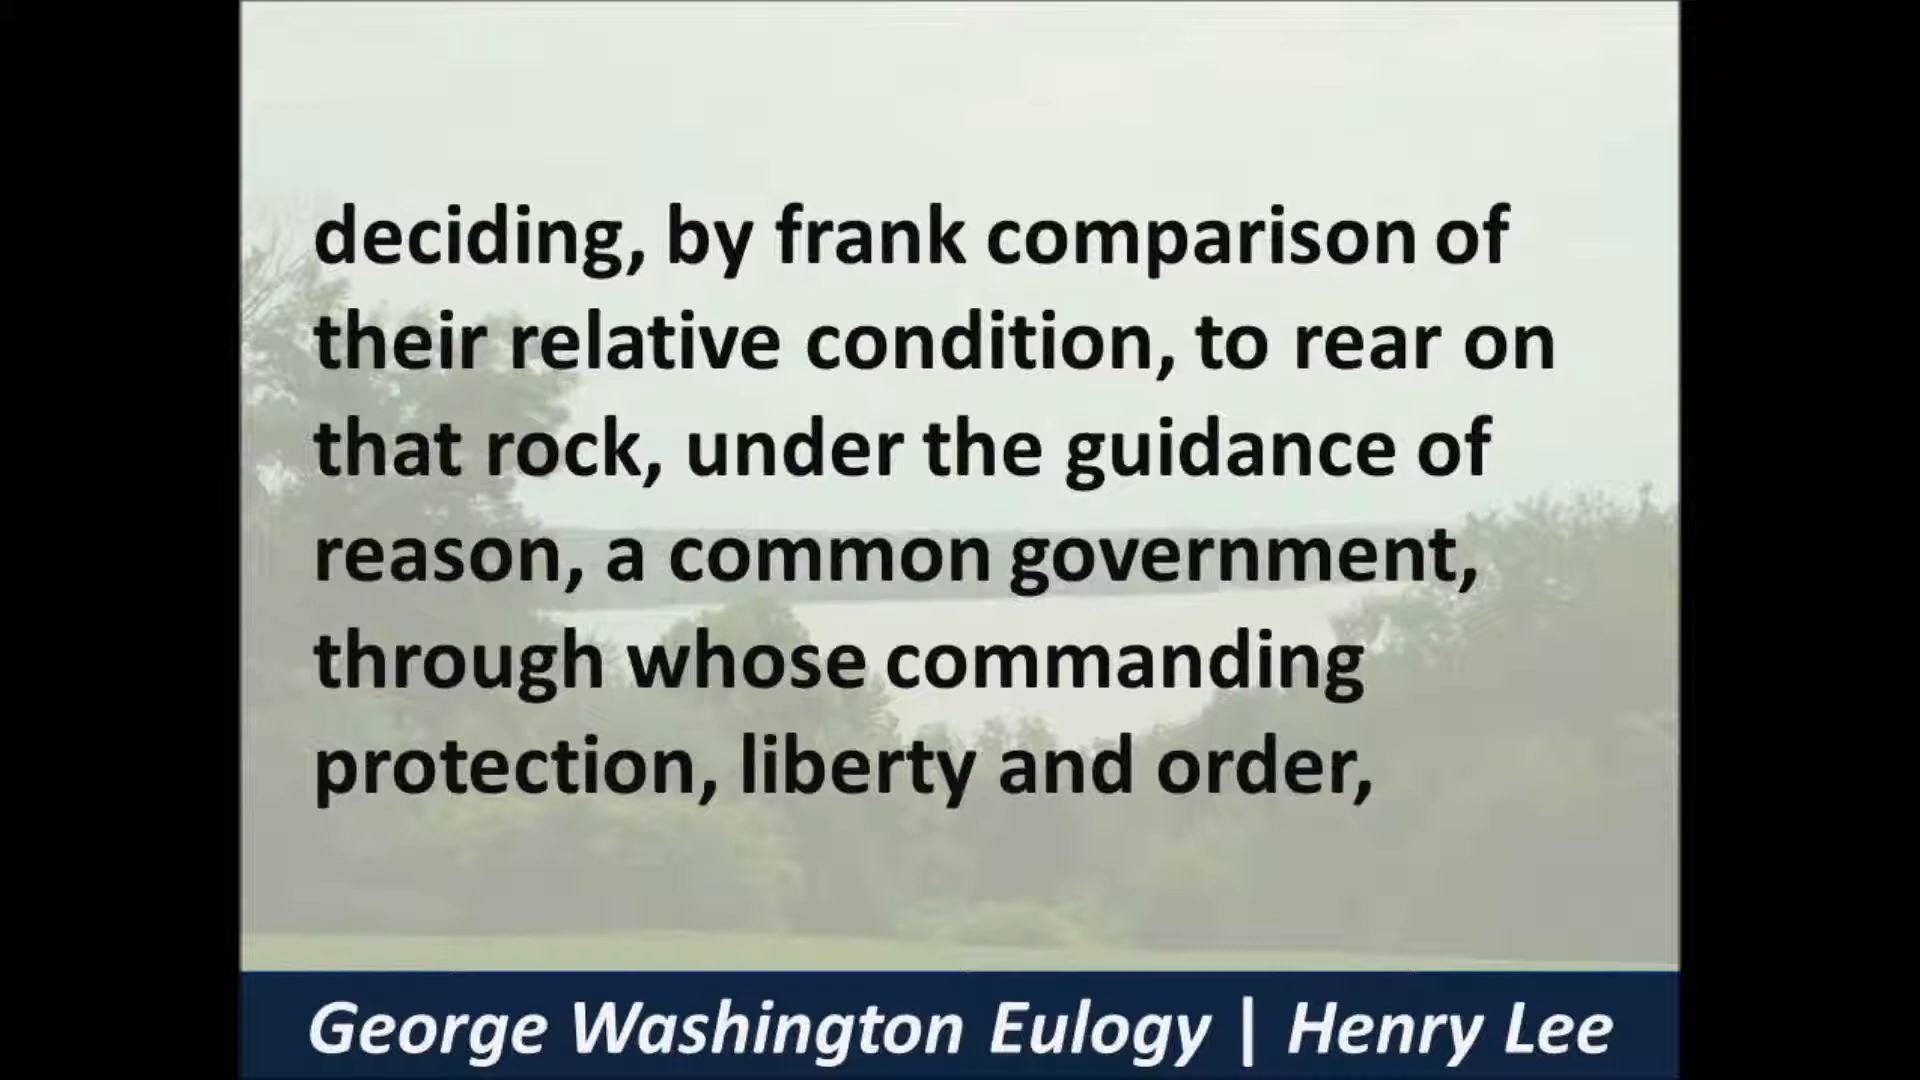 deciding, by frank comparison of
their relative condition, to rear on
that rock, under the guidance of
reason, a common government,
through whose commanding
protection, liberty and order,
George Washington Eulogy | Henry Lee